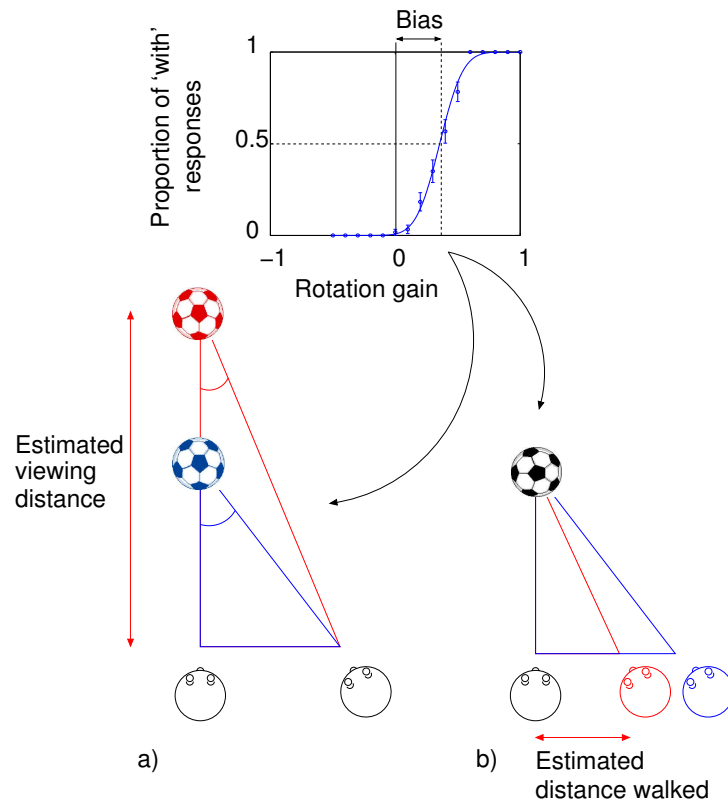 Bias
Proportion of ‘with’
responses
1
0.5
0
−1
0
1
Rotation gain
Estimated
viewing
distance
a)
b)
Estimated
distance walked